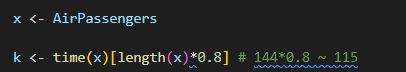 x <- AirPassengers
k <- time(x)[length(x)*0.8] # 144*0.8 ~ 115